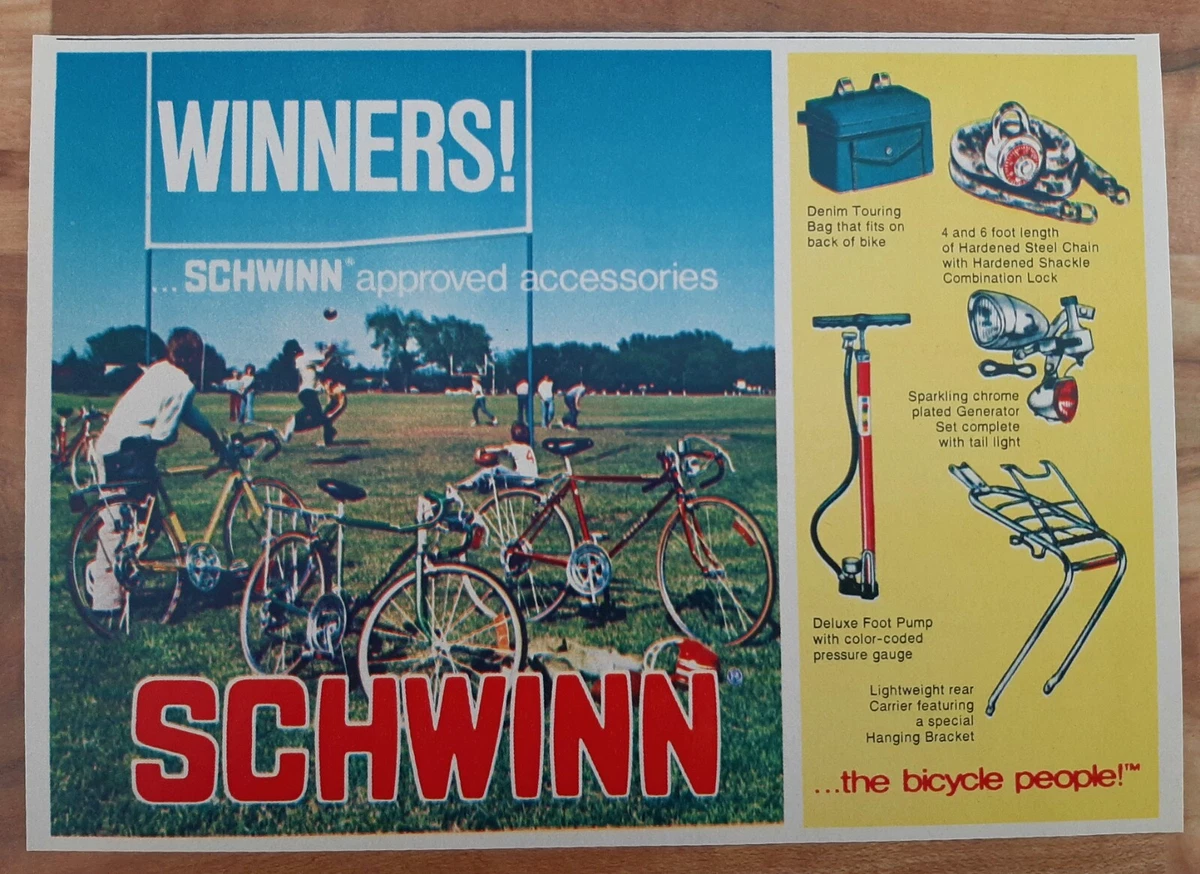 WINNERS!
... SCHWINN® approved accessories
SCHWINN®
Denim Touring
Bag that fits on
back of bike
4 and 6 foot length
of Hardened Steel Chain
with Hardened Shackle
Combination Lock
Sparkling chrome
plated Generator
Set complete
with tail light
Deluxe Foot Pump
with color-coded
pressure gauge
Lightweight rear
Carrier featuring
a special
Hanging Bracket
...the bicycle people!™